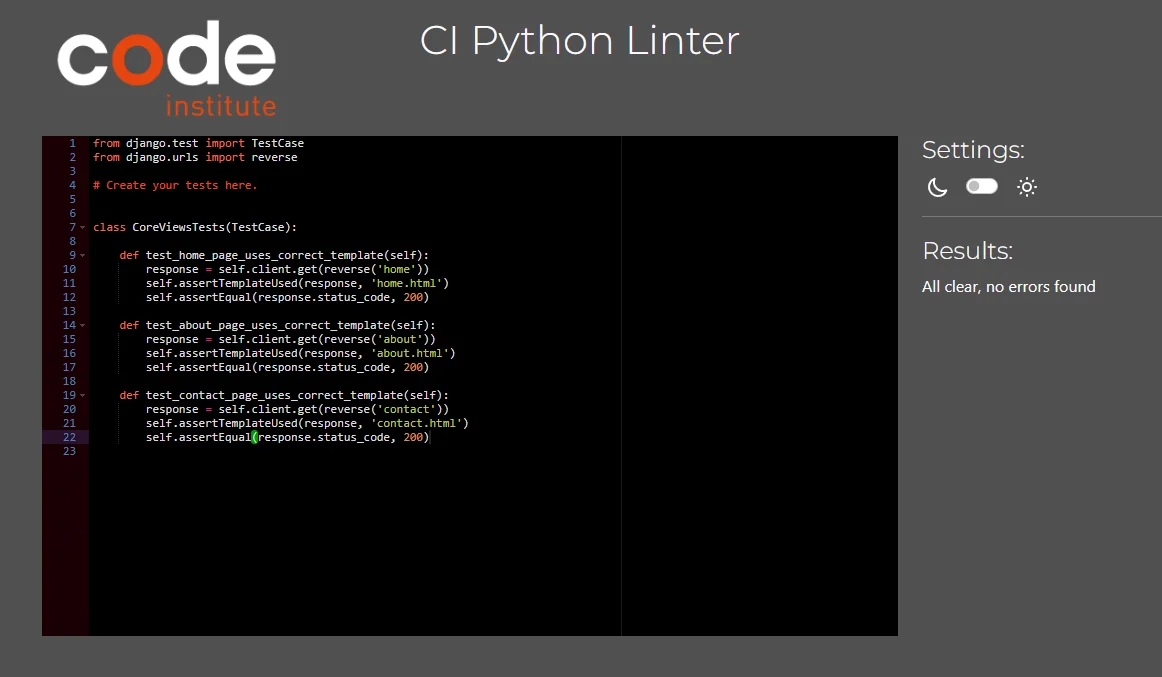 code
institute
CI Python Linter
1 from django.test import TestCase
2 from django.urls import reverse
3
4 # Create your tests here.
5
6
7 class CoreViewsTests(TestCase):
8
9     def test_home_page_uses_correct_template(self):
10         response = self.client.get(reverse('home'))
11         self.assertTemplateUsed(response, 'home.html')
12         self.assertEqual(response.status_code, 200)
13
14     def test_about_page_uses_correct_template(self):
15         response = self.client.get(reverse('about'))
16         self.assertTemplateUsed(response, 'about.html')
17         self.assertEqual(response.status_code, 200)
18
19     def test_contact_page_uses_correct_template(self):
20         response = self.client.get(reverse('contact'))
21         self.assertTemplateUsed(response, 'contact.html')
22         self.assertEqual(response.status_code, 200)
23
Settings:
Results:
All clear, no errors found